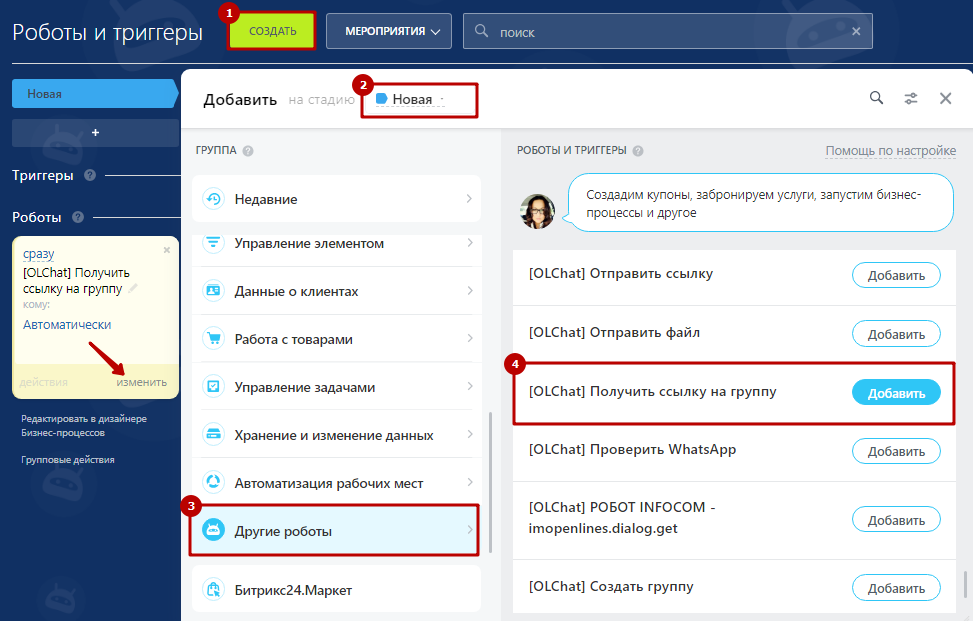 Роботы и триггеры
1
СОЗДАТЬ
МЕРОПРИЯТИЯ
поиск
Новая
+
Триггеры ?
Роботы ?
сразу
[OLChat] Получить
ссылку на группу
кому:
Автоматически
действия
изменить
Редактировать в дизайнере
Бизнес-процессов
Групповые действия
Добавить на стадию
2
Новая
ГРУППА ?
Недавние
Управление элементом
Данные о клиентах
Работа с товарами
Управление задачами
Хранение и изменение данных
Автоматизация рабочих мест
3
Другие роботы
Битрикс24.Маркет
РОБОТЫ И ТРИГГЕРЫ ?
Помощь по настройке
Создадим купоны, забронируем услуги, запустим бизнес-
процессы и другое
[OLChat] Отправить ссылку
Добавить
[OLChat] Отправить файл
Добавить
4
[OLChat] Получить ссылку на группу
Добавить
[OLChat] Проверить WhatsApp
Добавить
[OLChat] РОБОТ INFOCOM -
imopenlines.dialog.get
Добавить
[OLChat] Создать группу
Добавить